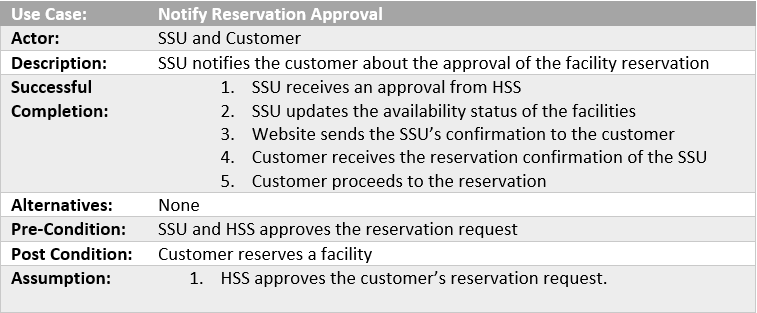 Use Case: Notify Reservation Approval
Actor: SSU and Customer
Description: SSU notifies the customer about the approval of the facility reservation
Successful 1. SSU receives an approval from HSS
Completion: 2. SSU updates the availability status of the facilities
3. Website sends the SSU’s confirmation to the customer
4. Customer receives the reservation confirmation of the SSU
5. Customer proceeds to the reservation
Alternatives: None
Pre-Condition: SSU and HSS approves the reservation request
Post Condition: Customer reserves a facility
Assumption: 1. HSS approves the customer’s reservation request.